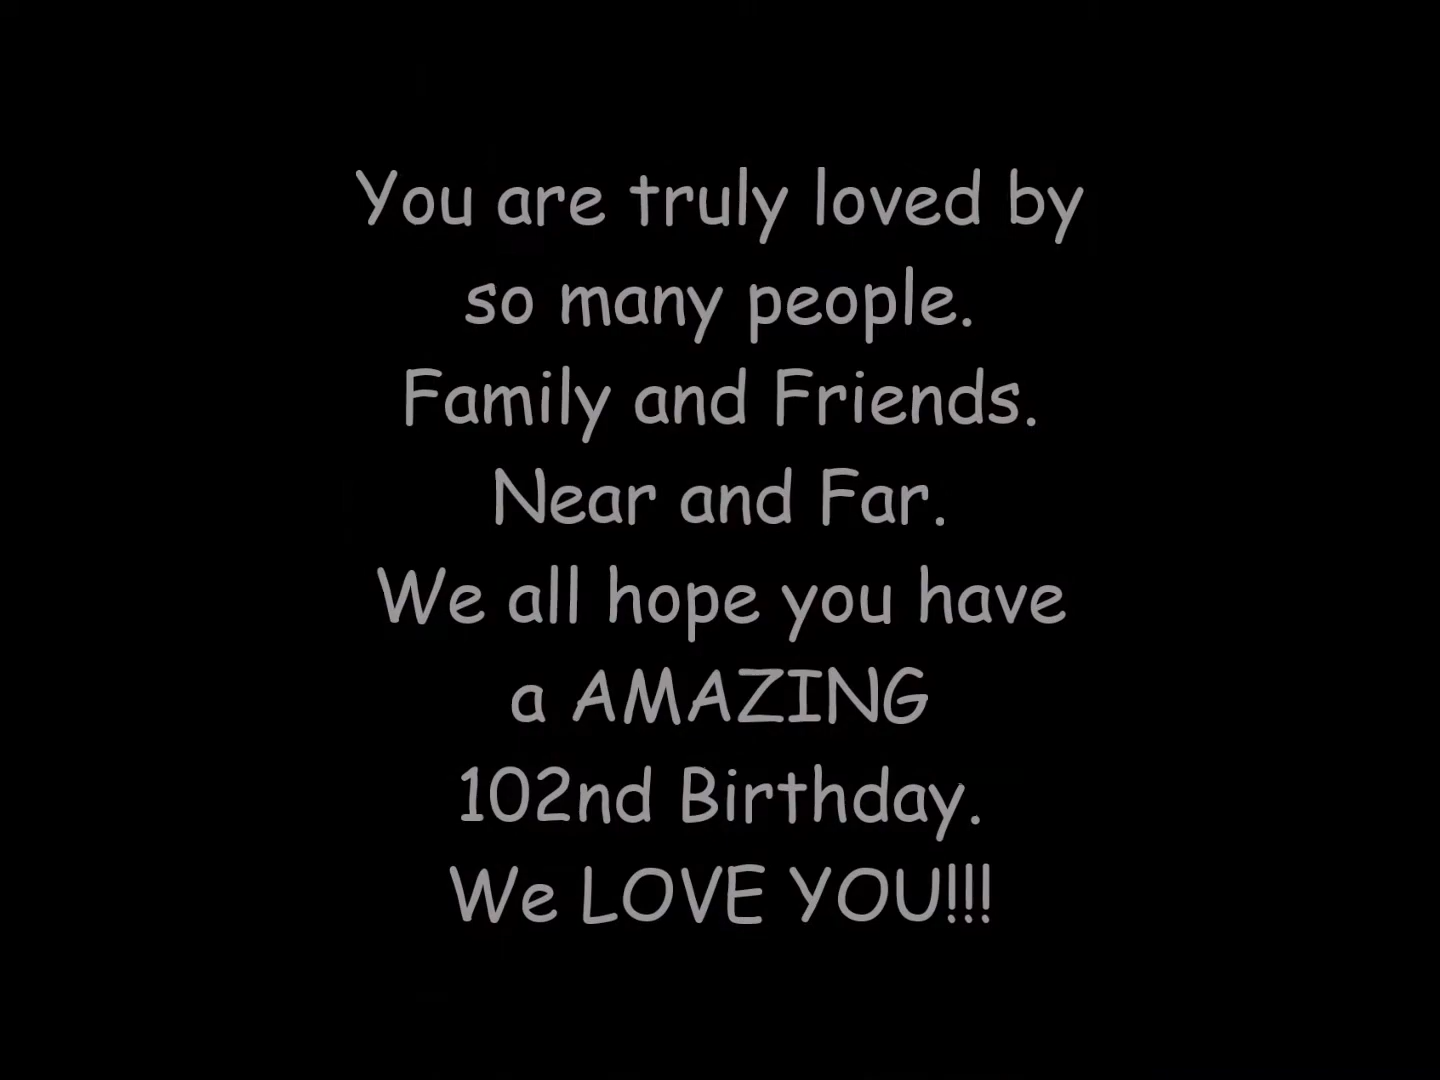 You are truly loved by
so many people.
Family and Friends.
Near and Far.
We all hope you have
a AMAZING
102nd Birthday.
We LOVE YOU!!!